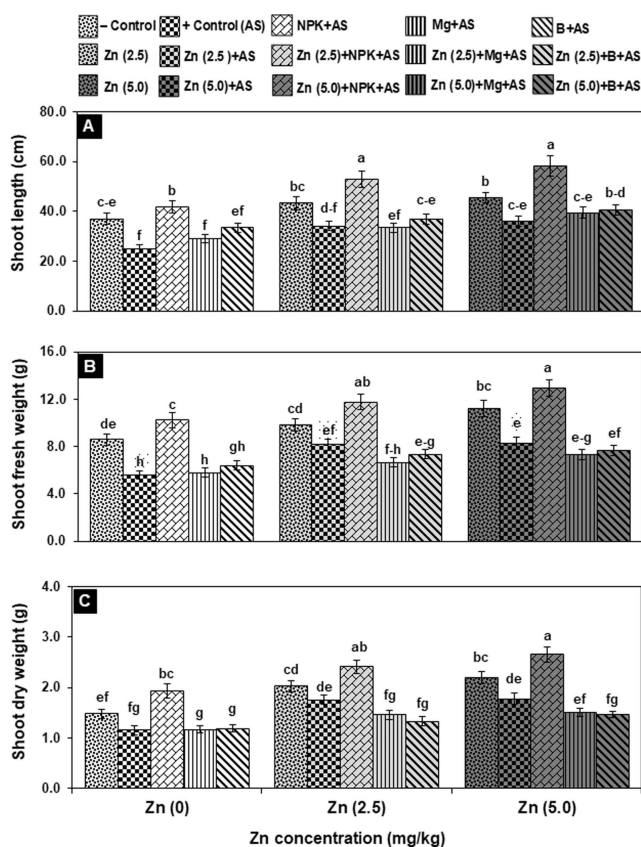 – Control + Control (AS) NPK+AS Mg+AS B+AS
Zn (2.5) Zn (2.5 )+AS Zn (2.5)+NPK+AS Zn (2.5)+Mg+AS Zn (2.5)+B+AS
Zn (5.0) Zn (5.0)+AS Zn (5.0)+NPK+AS Zn (5.0)+Mg+AS Zn (5.0)+B+AS
A
Shoot length (cm)
80.0
60.0
40.0
20.0
0.0
c-e f b f ef bc d-f a ef c-e b c-e a c-e b-d
B
Shoot fresh weight (g)
16.0
12.0
8.0
4.0
0.0
de h c h gh cd ef ab f-h e-g bc e a e-g ef
C
Shoot dry weight (g)
4.0
3.0
2.0
1.0
0.0
ef fg bc g g cd de ab fg fg bc de a ef fg
Zn (0) Zn (2.5) Zn (5.0)
Zn concentration (mg/kg)